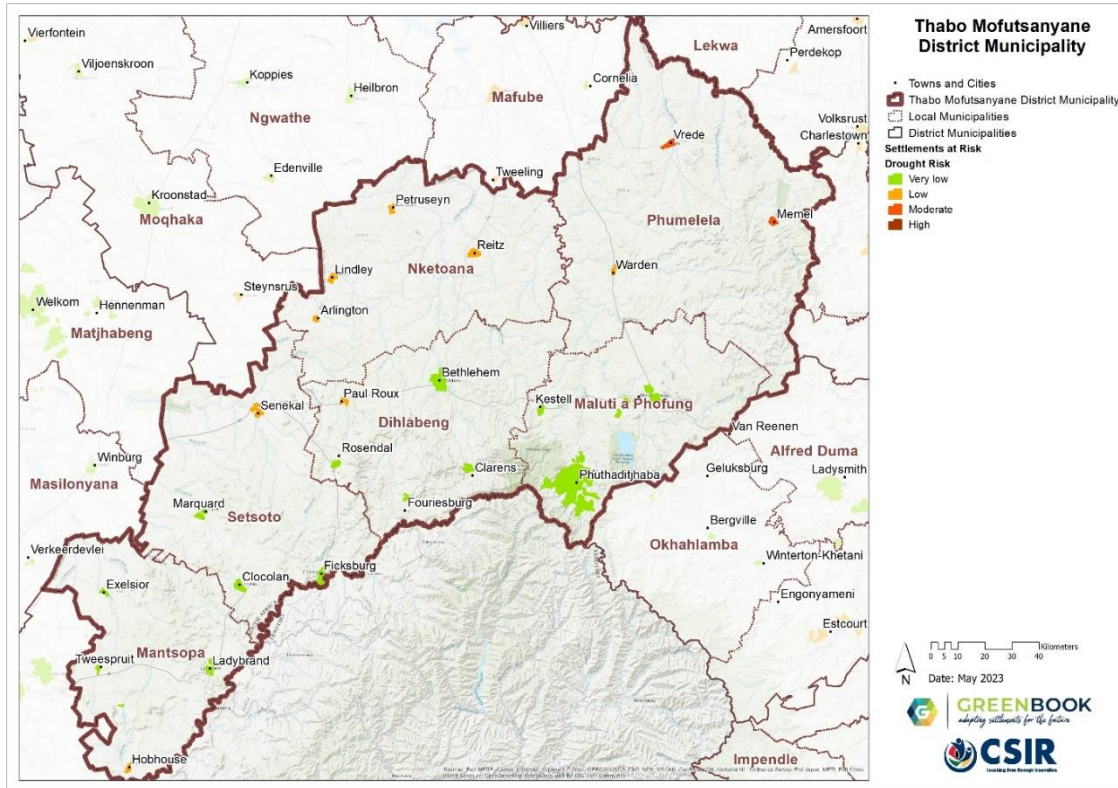 Thabo Mofutsanyane
District Municipality
Towns and Cities
Thabo Mofutsanyane District Municipality
Local Municipalities
District Municipalities
Settlements at Risk
Drought Risk
Very low
Low
Moderate
High
Vierfontein
Villiers
Lekwa
Amersfoort
Perdekop
Viljoenskroon
Koppies
Heilbron
Mafube
Cornelia
Ngwathe
Volksrust
Charlestown
Vrede
Edenville
Tweeling
Kroonstad
Moqhaka
Petruseyn
Phumelela
Memel
Reitz
Nketoana
Warden
Lindley
Steynsrus
Welkom
Hennenman
Arlington
Matjhabeng
Bethlehem
Paul Roux
Kestell
Maluti a Phofung
Senekal
Dihlabeng
Van Reenen
Rosendal
Alfred Duma
Winburg
Clarens
Phuthaditjhaba
Geluksburg
Ladysmith
Masilonyana
Marquard
Setsoto
Fouriesburg
Bergville
Okhahlamba
Verkeerdevlei
Winterton-Khetani
Ficksburg
Clocolan
Exelsior
Engonyameni
Estcourt
Mantsopa
Tweespruit
Ladybrand
Hobhouse
Impendle
0 5 10 20 30 40
Kilometers
N
Date: May 2023
GREENBOOK
adapting settlements for the future
CSIR
Touching lives through innovation